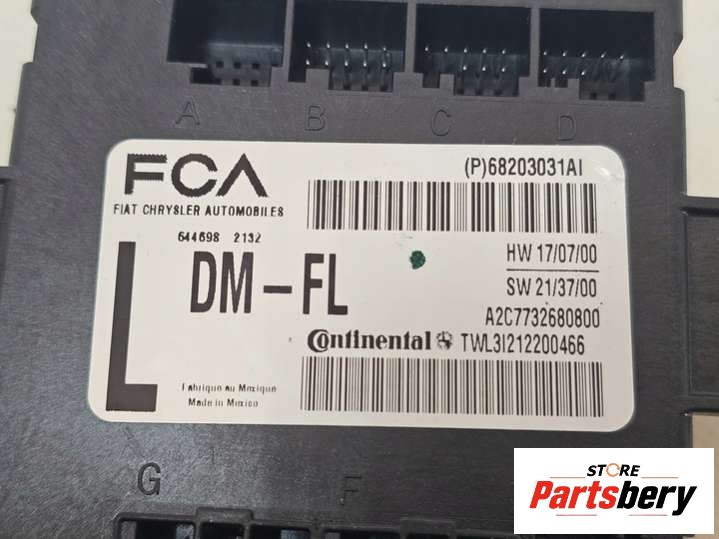 A B C D
FCA
FIAT CHRYSLER AUTOMOBILES
(P)68203031AI
644698 2132
L
DM-FL
HW 17/07/00
SW 21/37/00
A2C7732680800
Continental
TWL3I212200466
Fabrique au Mexique
Made in Mexico
G F
STORE
Partsbery